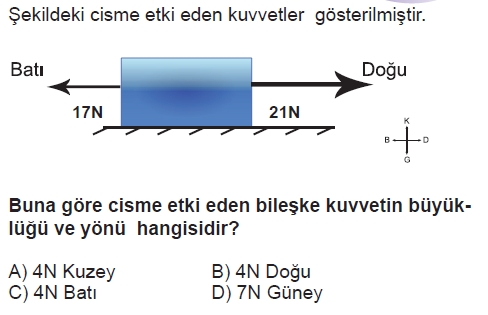 Şekildeki cisme etki eden kuvvetler gösterilmiştir.
Batı Doğu
17N 21N
K
B D
G
Buna göre cisme etki eden bileşke kuvvetin büyük-
lüğü ve yönü hangisidir?
A) 4N Kuzey B) 4N Doğu
C) 4N Batı D) 7N Güney